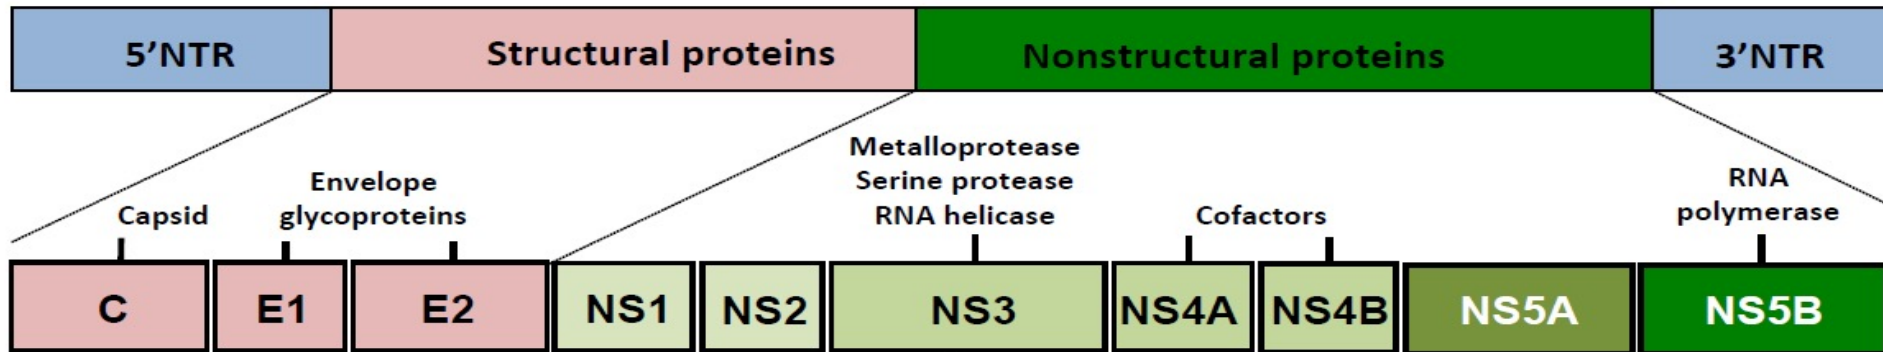 5'NTR Structural proteins Nonstructural proteins 3'NTR
Metalloprotease
Serine protease
RNA helicase
Envelope
glycoproteins
Capsid
Cofactors
RNA
polymerase
C E1 E2 NS1 NS2 NS3 NS4A NS4B NS5A NS5B